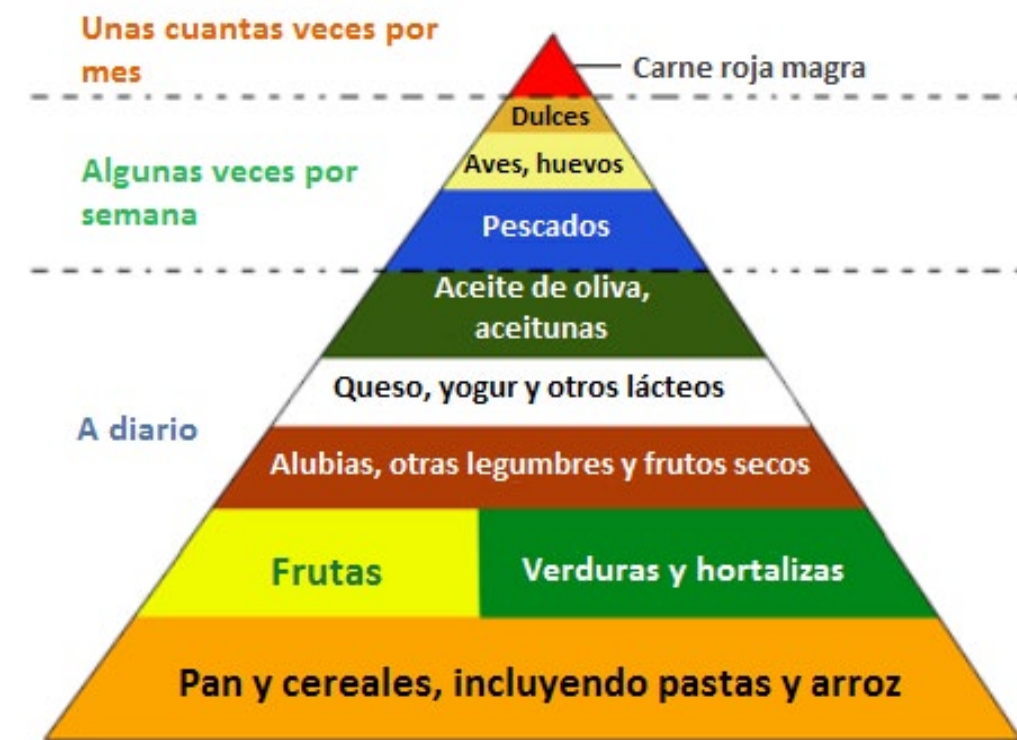 Unas cuantas veces por
mes
Carne roja magra
Dulces
Algunas veces por
semana
Aves, huevos
Pescados
Aceite de oliva,
aceitunas
Queso, yogur y otros lácteos
A diario
Alubias, otras legumbres y frutos secos
Frutas
Verduras y hortalizas
Pan y cereales, incluyendo pastas y arroz